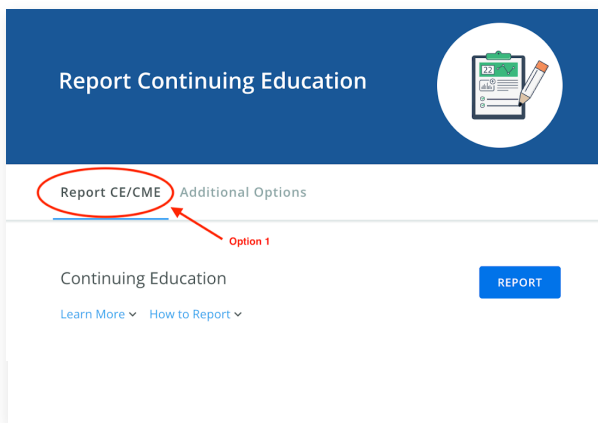 Report Continuing Education
22
Report CE/CME Additional Options
Option 1
Continuing Education
REPORT
Learn More How to Report